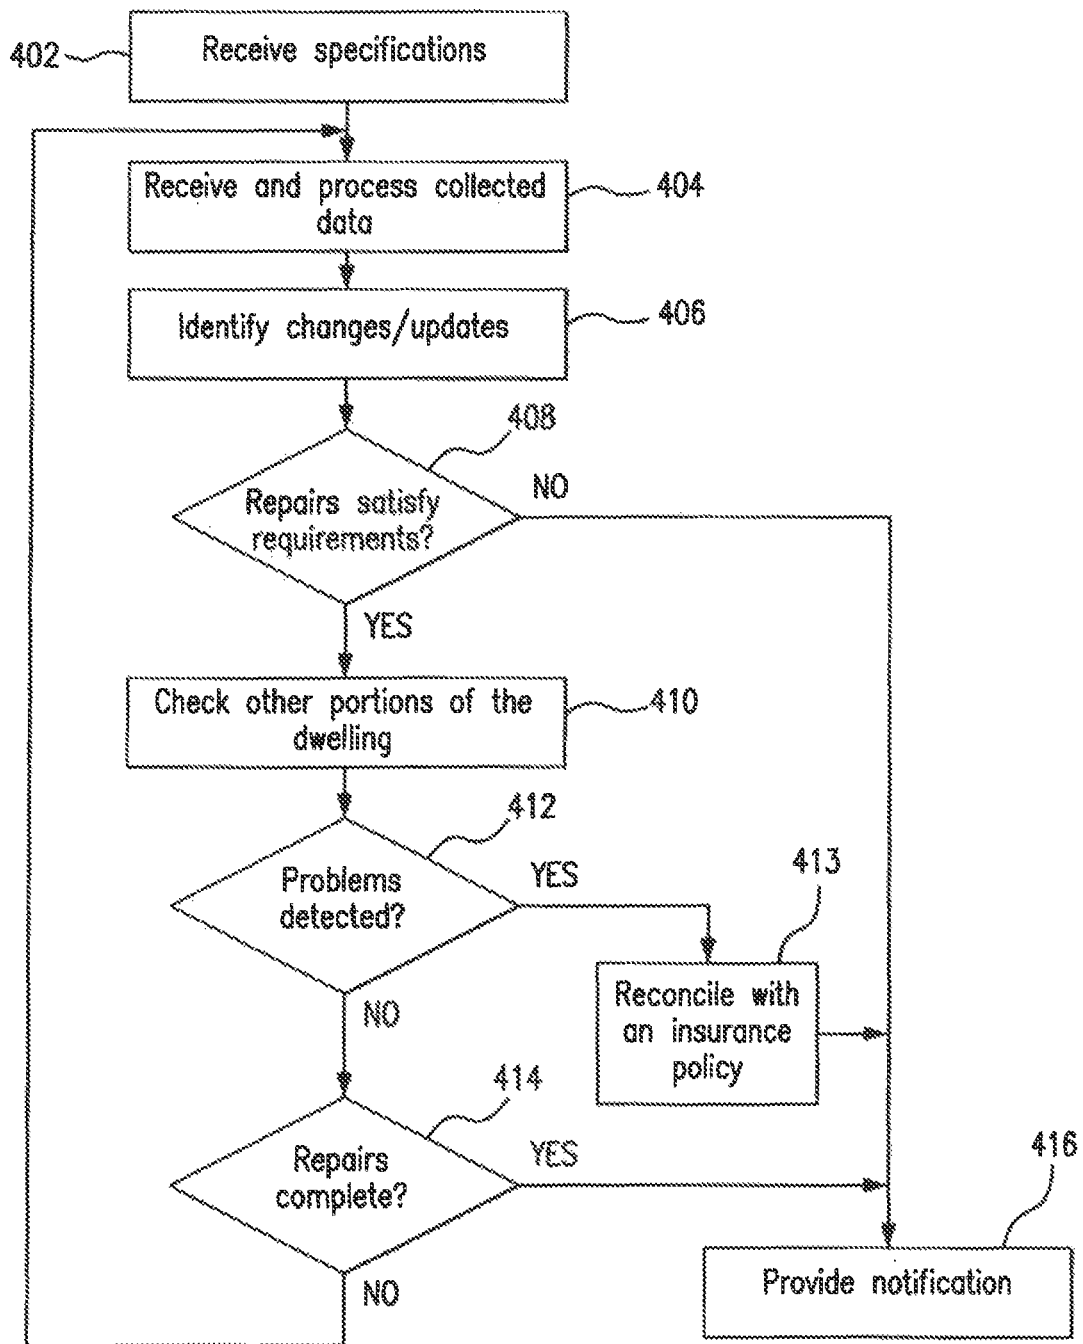 402
Receive specifications
Receive and process collected
data
404
Identify changes/updates
406
408
Repairs satisfy
requirements?
NO
YES
Check other portions of the
dwelling
410
412
Problems
detected?
YES
413
Reconcile with
an insurance
policy
NO
414
Repairs
complete?
YES
416
Provide notification
NO